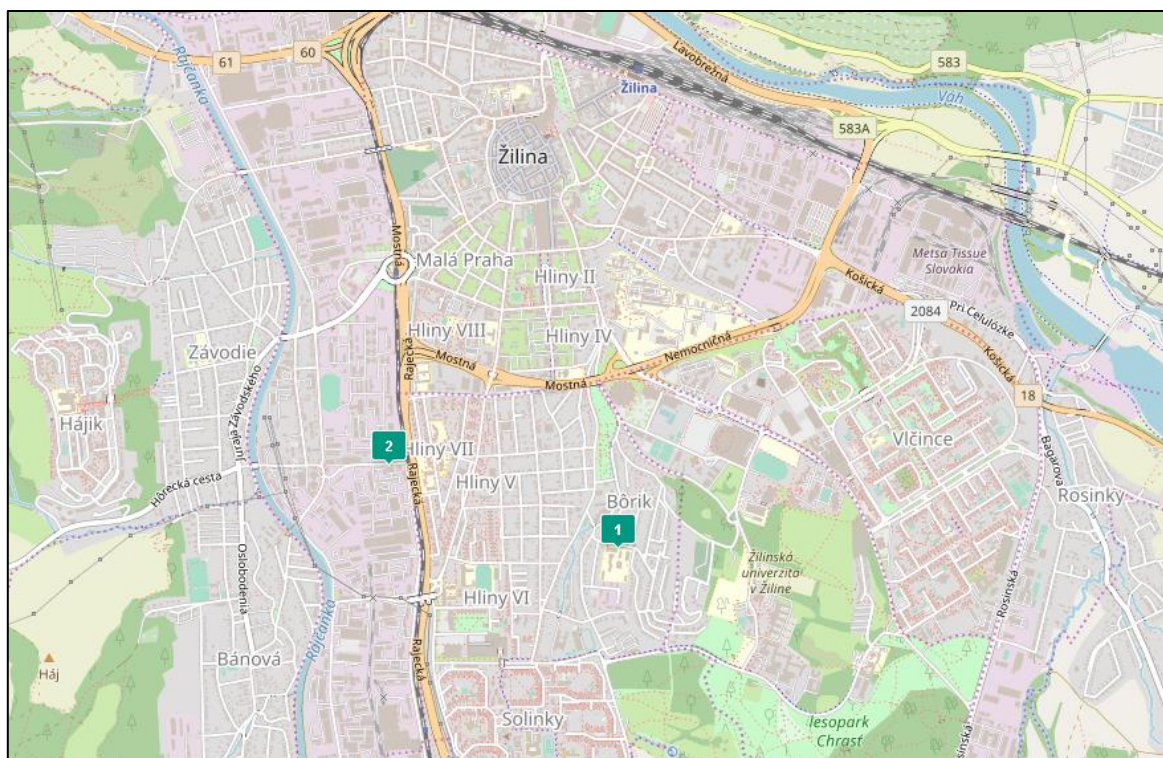 61
60
Rajčanka
Lavobrežná
583
Žilina
Váh
583A
Žilina
Mostná
Malá Praha
Hliny II
Košická
Metsa Tissue
Slovakia
2084
Pri Celulózke
Hliny VIII
Hliny IV
Nemocničná
Závodie
Rajecká
Mostná
Mostná
Košická
18
Hájik
Závodského
Juraja
2
Hliny VII
Vlčince
Bagarova
Hôrecká cesta
Rajecká
Hliny V
Bôrik
Rosinky
1
Oslobodenia
Žilinská
univerzita
v Žiline
Rosinská
Rajčanka
Hliny VI
Bánová
Rajecká
Háj
Solinky
lesopark
Chrasť